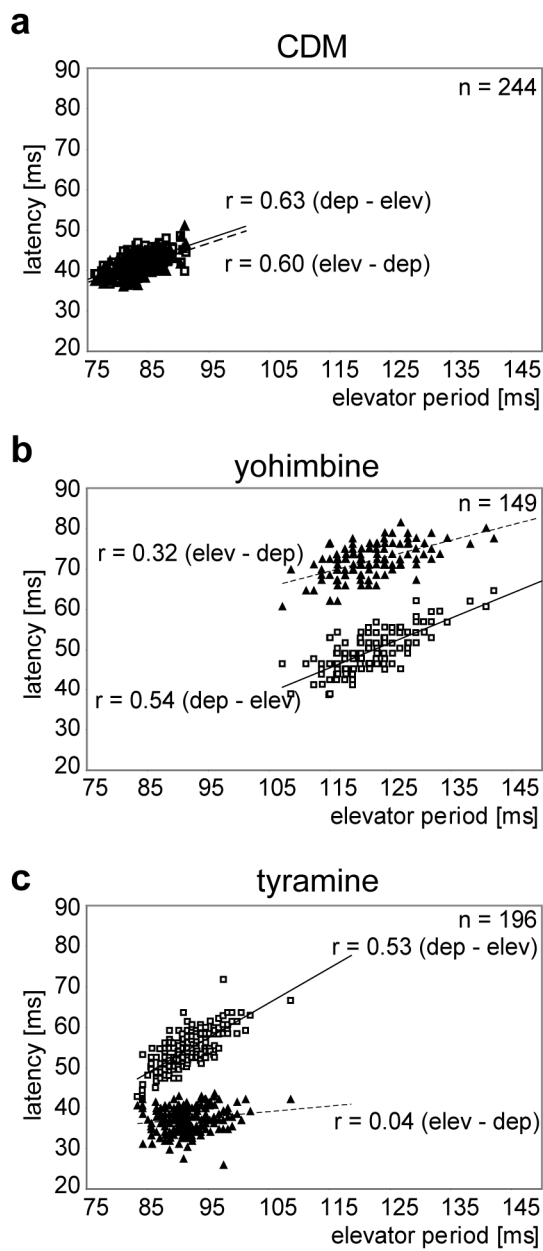 a
CDM
90
n = 244
80
70
60
r = 0.63 (dep - elev)
50
40
r = 0.60 (elev - dep)
30
20
latency [ms]
75 85 95 105 115 125 135 145
elevator period [ms]
b
yohimbine
90
n = 149
80
r = 0.32 (elev - dep)
70
60
50
40
r = 0.54 (dep - elev)
30
20
latency [ms]
75 85 95 105 115 125 135 145
elevator period [ms]
c
tyramine
90
n = 196
r = 0.53 (dep - elev)
80
70
60
50
40
r = 0.04 (elev - dep)
30
20
latency [ms]
75 85 95 105 115 125 135 145
elevator period [ms]